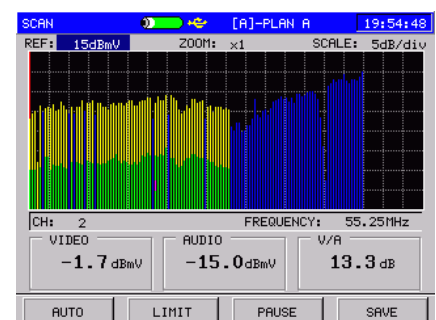 SCAN [A]-PLAN A 19:54:48
REF: 15dBmV ZOOM: x1 SCALE: 5dB/div
CH: 2 FREQUENCY: 55.25MHz
VIDEO AUDIO V/A
-1.7 dBmV -15.0 dBmV 13.3 dB
AUTO LIMIT PAUSE SAVE